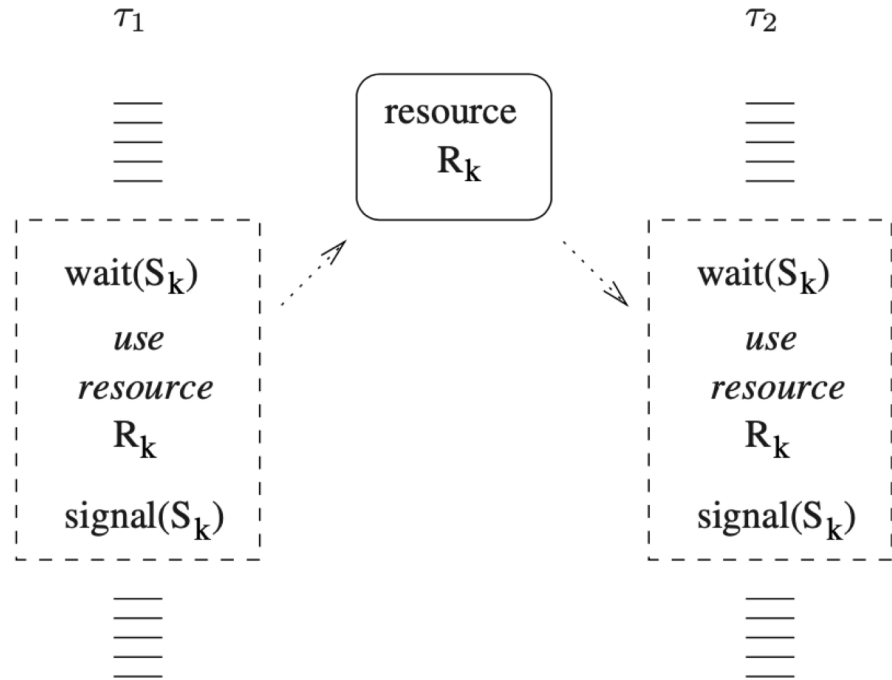 τ₁
τ₂
resource
Rₖ
wait(Sₖ)
use
resource
Rₖ
signal(Sₖ)
wait(Sₖ)
use
resource
Rₖ
signal(Sₖ)